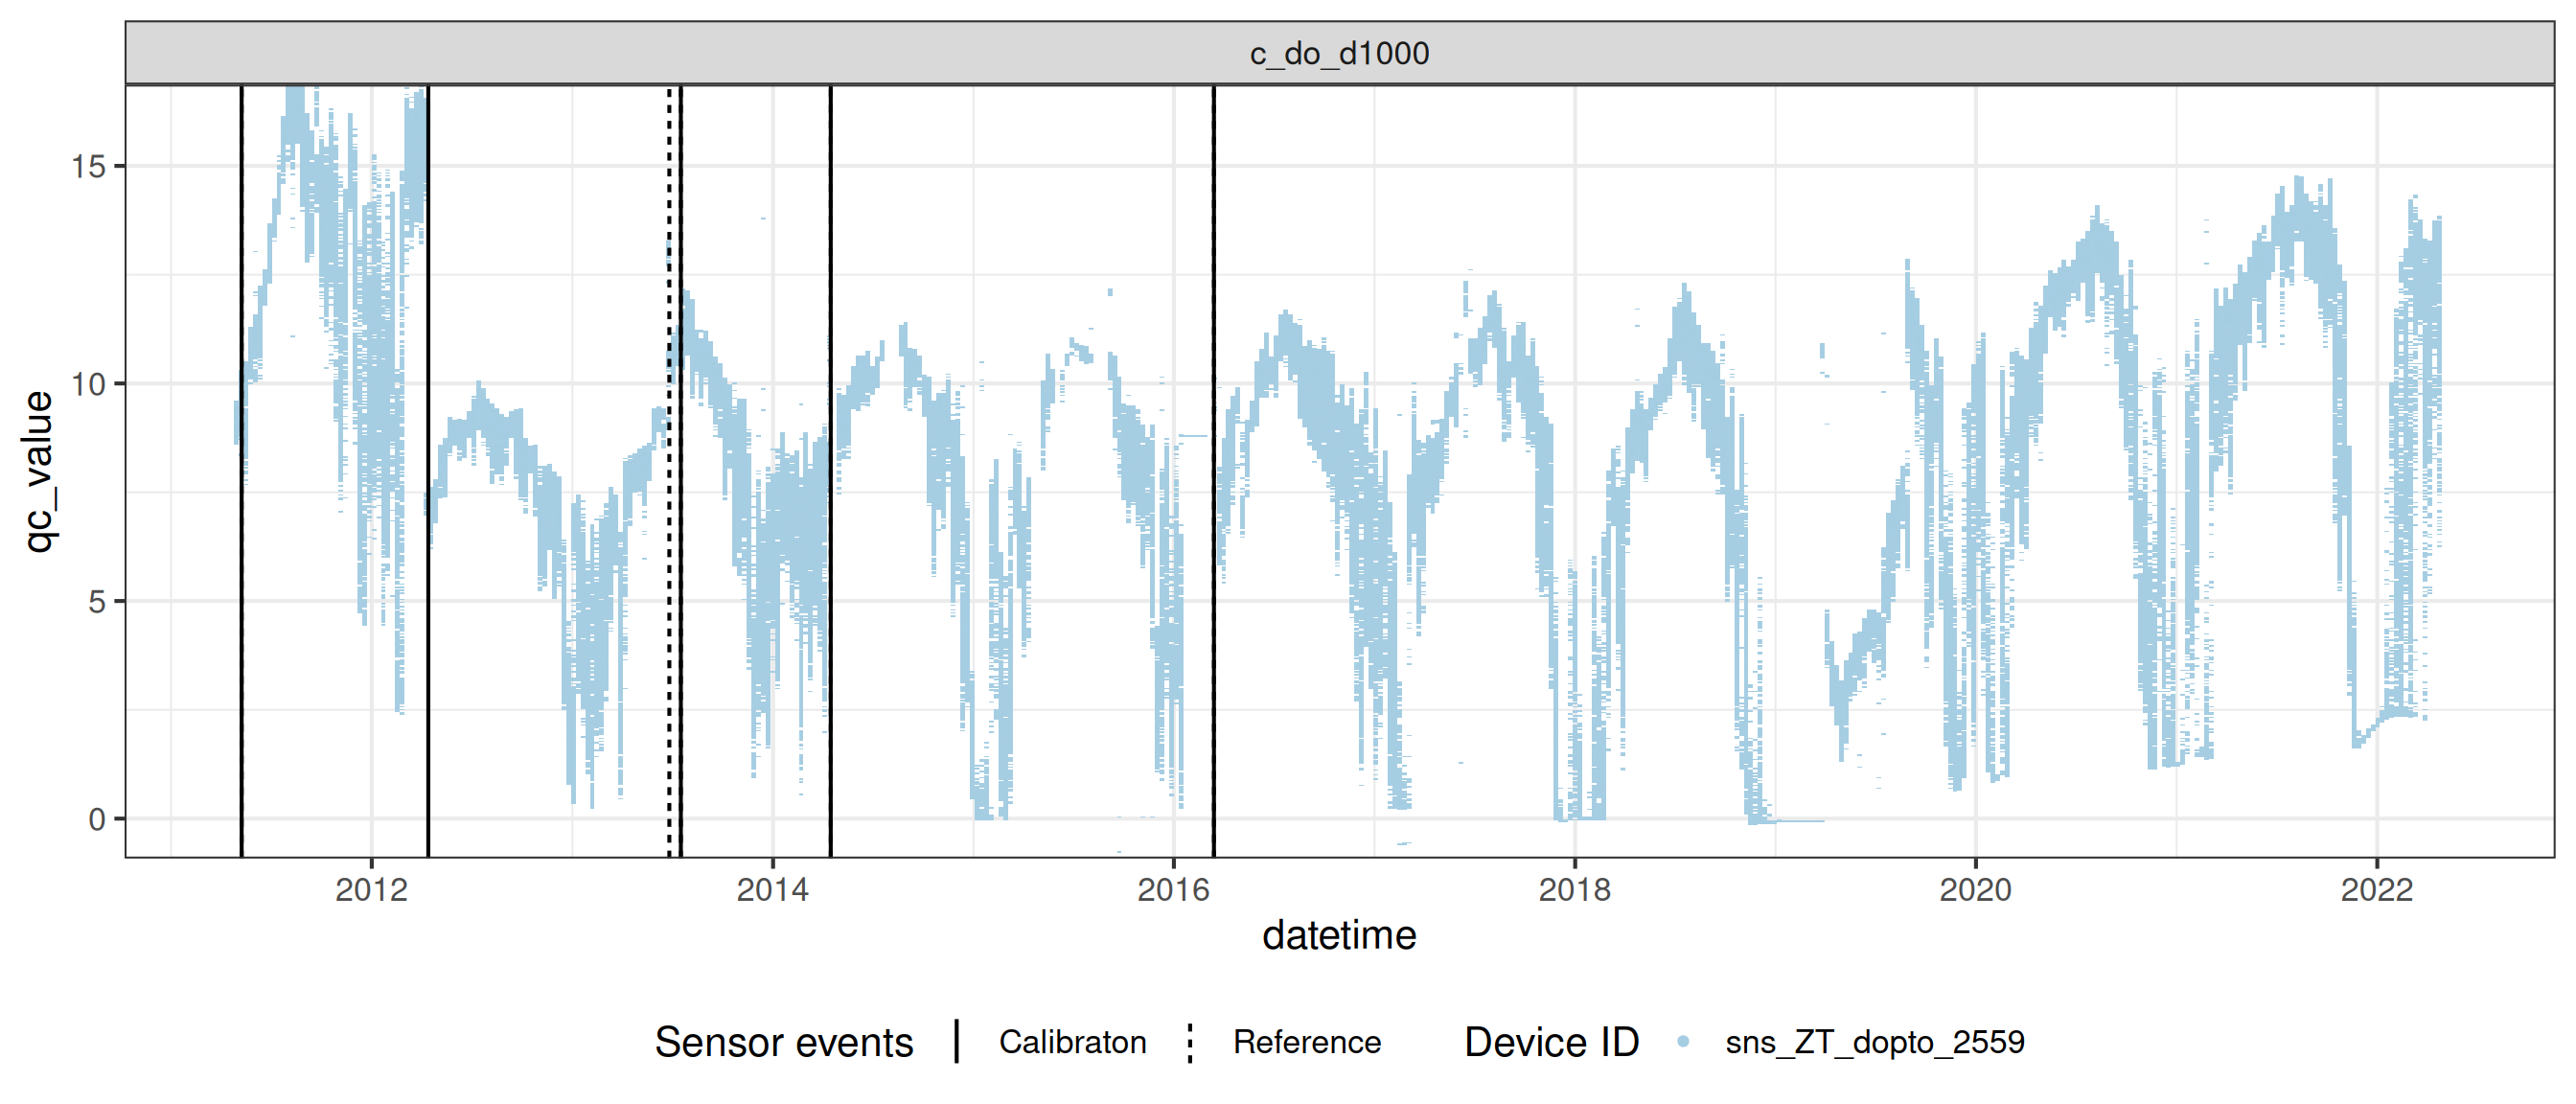 c_do_d1000
qc_value
15
10
5
0
2012 2014 2016 2018 2020 2022
datetime
Sensor events Calibraton Reference Device ID sns_ZT_dopto_2559